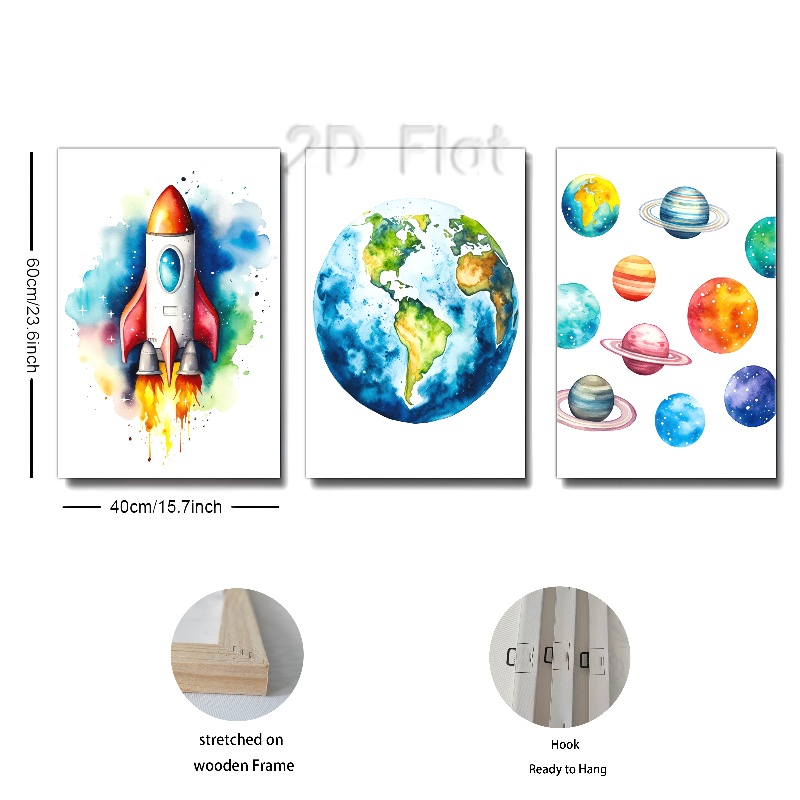 2D Flat
60cm/23.6inch
40cm/15.7inch
stretched on
wooden Frame
Hook
Ready to Hang